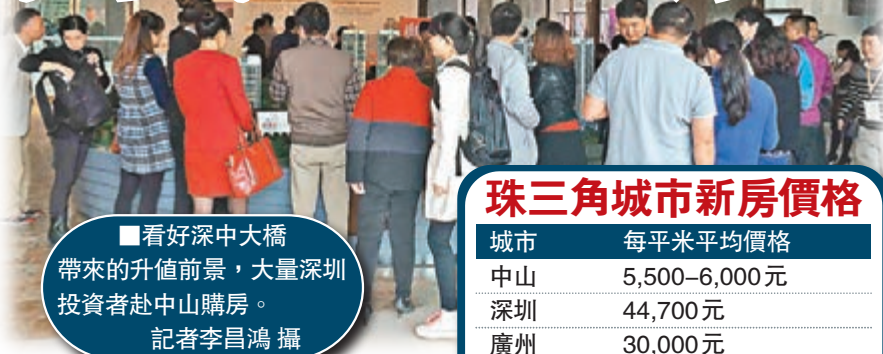 ■看好深中大橋
帶來的升值前景，大量深圳
投資者赴中山購房。
記者李昌鴻 攝
珠三角城市新房價格
城市 每平米平均價格
中山 5,500–6,000元
深圳 44,700元
廣州 30,000元